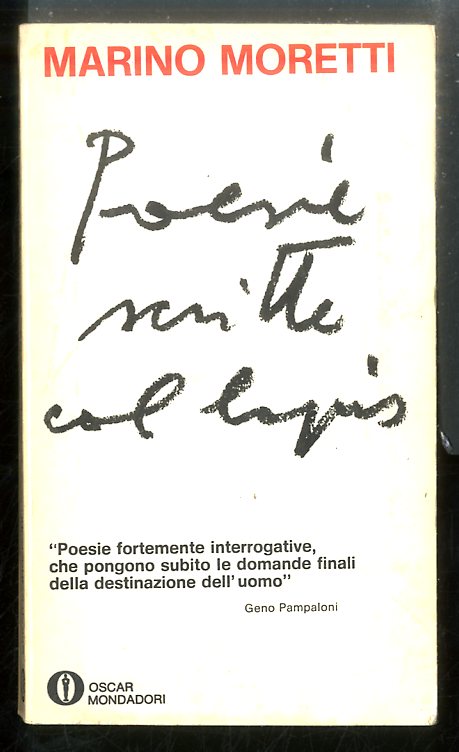 MARINO MORETTI
Poesie
scritte
col lapis
“Poesie fortemente interrogative,
che pongono subito le domande finali
della destinazione dell'uomo”
Geno Pampaloni
OSCAR
MONDADORI